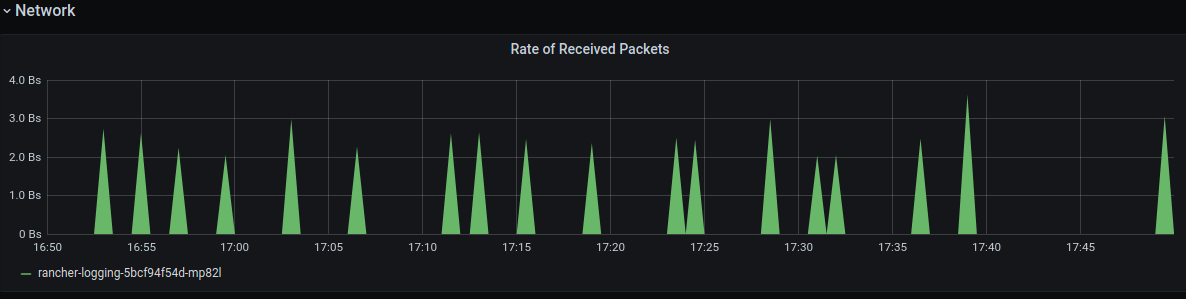 Network
Rate of Received Packets
4.0 Bs
3.0 Bs
2.0 Bs
1.0 Bs
0 Bs
16:50 16:55 17:00 17:05 17:10 17:15 17:20 17:25 17:30 17:35 17:40 17:45
rancher-logging-5bcf94f54d-mp82l